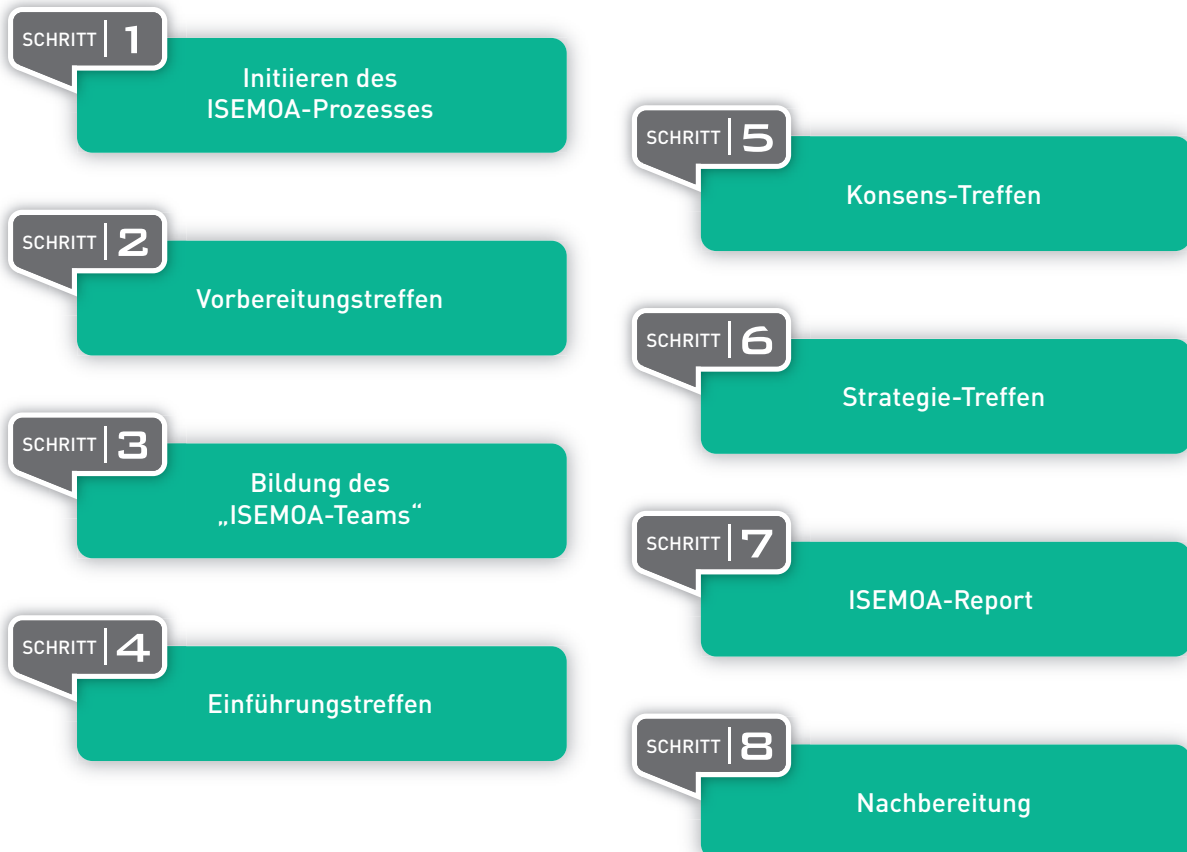 SCHRITT 1
Initiieren des
ISEMOA-Prozesses
SCHRITT 2
Vorbereitungstreffen
SCHRITT 3
Bildung des
„ISEMOA-Teams“
SCHRITT 4
Einführungstreffen
SCHRITT 5
Konsens-Treffen
SCHRITT 6
Strategie-Treffen
SCHRITT 7
ISEMOA-Report
SCHRITT 8
Nachbereitung